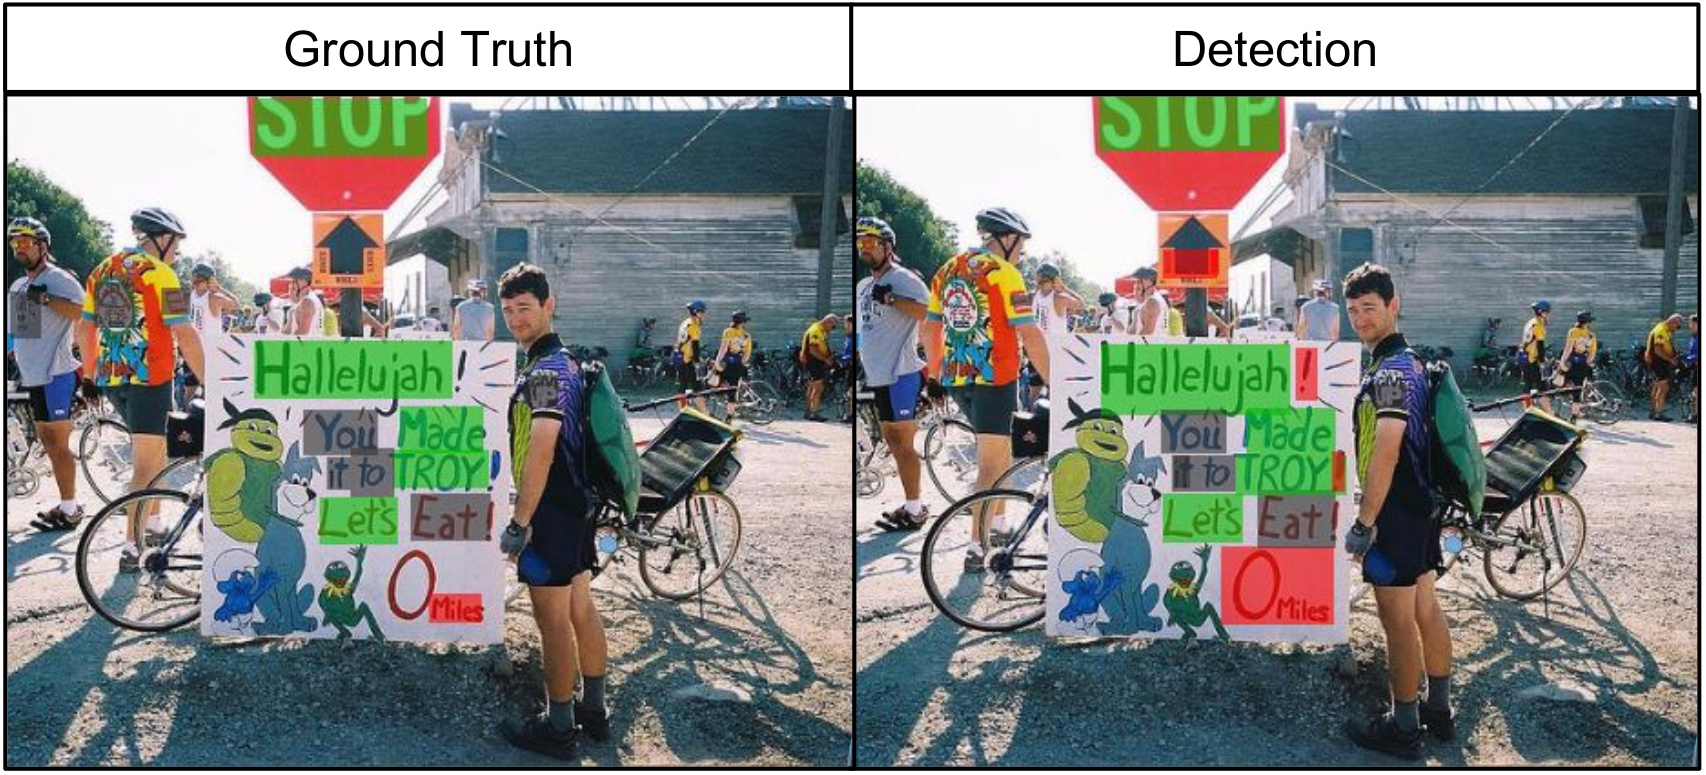 Ground Truth
Detection
STOP
Hallelujah!
You Made
it to TROY!
Let's Eat!
0 Miles
STOP
Hallelujah!
You Made
it to TROY!
Let's Eat!
0 Miles